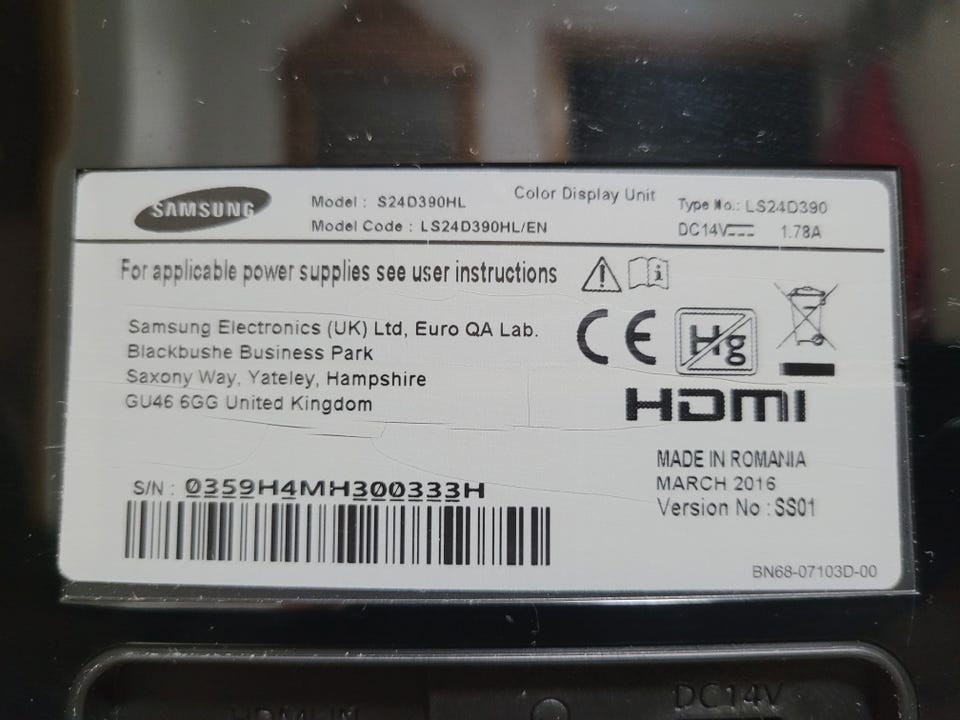 SAMSUNG
Model : S24D390HL
Model Code : LS24D390HL/EN
Color Display Unit
Type No.: LS24D390
DC14V 1.78A
For applicable power supplies see user instructions
Samsung Electronics (UK) Ltd, Euro QA Lab.
Blackbushe Business Park
Saxony Way, Yateley, Hampshire
GU46 6GG United Kingdom
CE
Hg
HDMI
S/N : 0359H4MH300333H
MADE IN ROMANIA
MARCH 2016
Version No : SS01
BN68-07103D-00
HDMI IN
DC14V